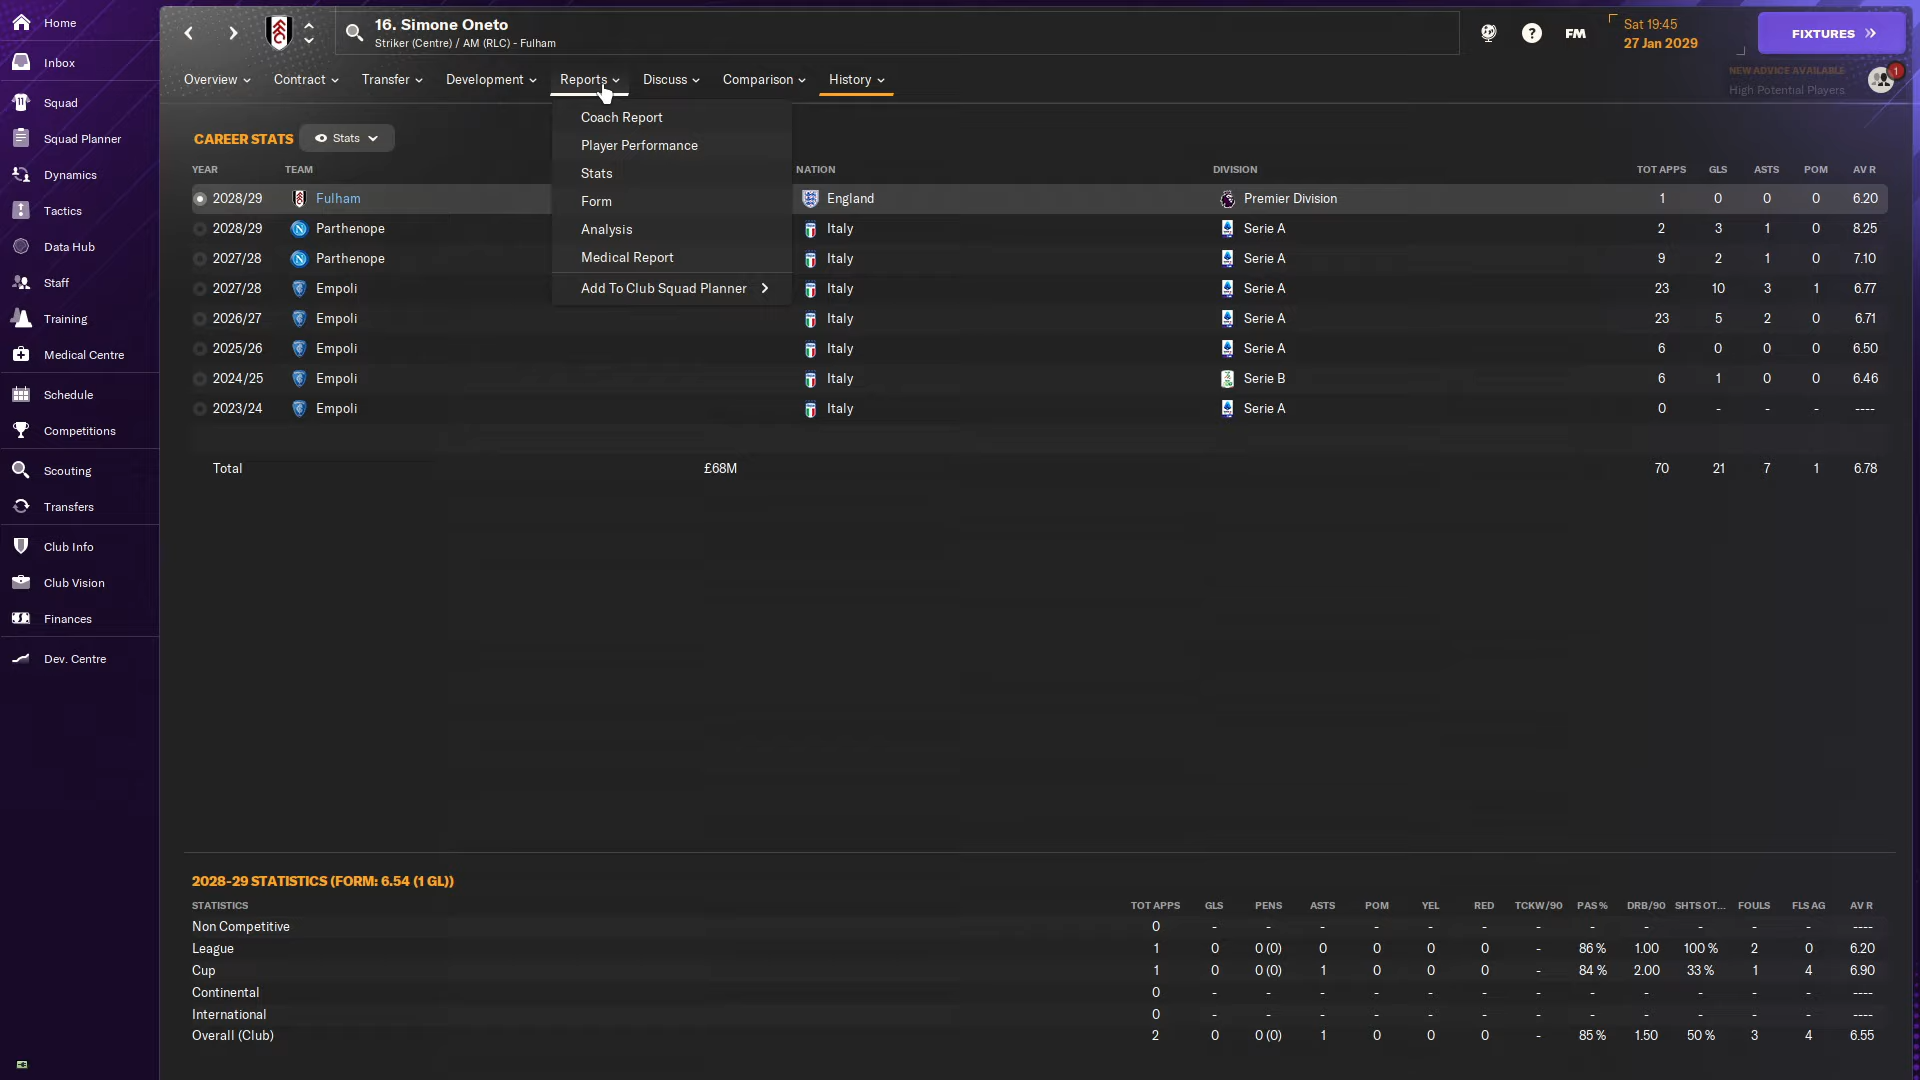 Home
Inbox
Squad
Squad Planner
Dynamics
Tactics
Data Hub
Staff
Training
Medical Centre
Schedule
Competitions
Scouting
Transfers
Club Info
Club Vision
Finances
Dev. Centre
16. Simone Oneto
Striker (Centre) / AM (RLC) - Fulham
? FM
Sat 19:45
27 Jan 2029
FIXTURES
Overview Contract Transfer Development Reports Discuss Comparison History
NEW ADVICE AVAILABLE
High Potential Players
1
Coach Report
Player Performance
Stats
Form
Analysis
Medical Report
Add To Club Squad Planner
CAREER STATS Stats
YEAR TEAM NATION DIVISION TOT APPS GLS ASTS POM AV R
2028/29 Fulham England Premier Division 1 0 0 0 6.20
2028/29 Parthenope Italy Serie A 2 3 1 0 8.25
2027/28 Parthenope Italy Serie A 9 2 1 0 7.10
2027/28 Empoli Italy Serie A 23 10 3 1 6.77
2026/27 Empoli Italy Serie A 23 5 2 0 6.71
2025/26 Empoli Italy Serie A 6 0 0 0 6.50
2024/25 Empoli Italy Serie B 6 1 0 0 6.46
2023/24 Empoli Italy Serie A 0 - - - ----
Total £68M 70 21 7 1 6.78
2028-29 STATISTICS (FORM: 6.54 (1 GL))
STATISTICS TOT APPS GLS PENS ASTS POM YEL RED TCKW/90 PAS % DRB/90 SHTS OT... FOULS FLS AG AV R
Non Competitive 0 - - - - - - - - - - - - ----
League 1 0 0 (0) 0 0 0 0 - 86 % 1.00 100 % 2 0 6.20
Cup 1 0 0 (0) 1 0 0 0 - 84 % 2.00 33 % 1 4 6.90
Continental 0 - - - - - - - - - - - - ----
International 0 - - - - - - - - - - - - ----
Overall (Club) 2 0 0 (0) 1 0 0 0 - 85 % 1.50 50 % 3 4 6.55